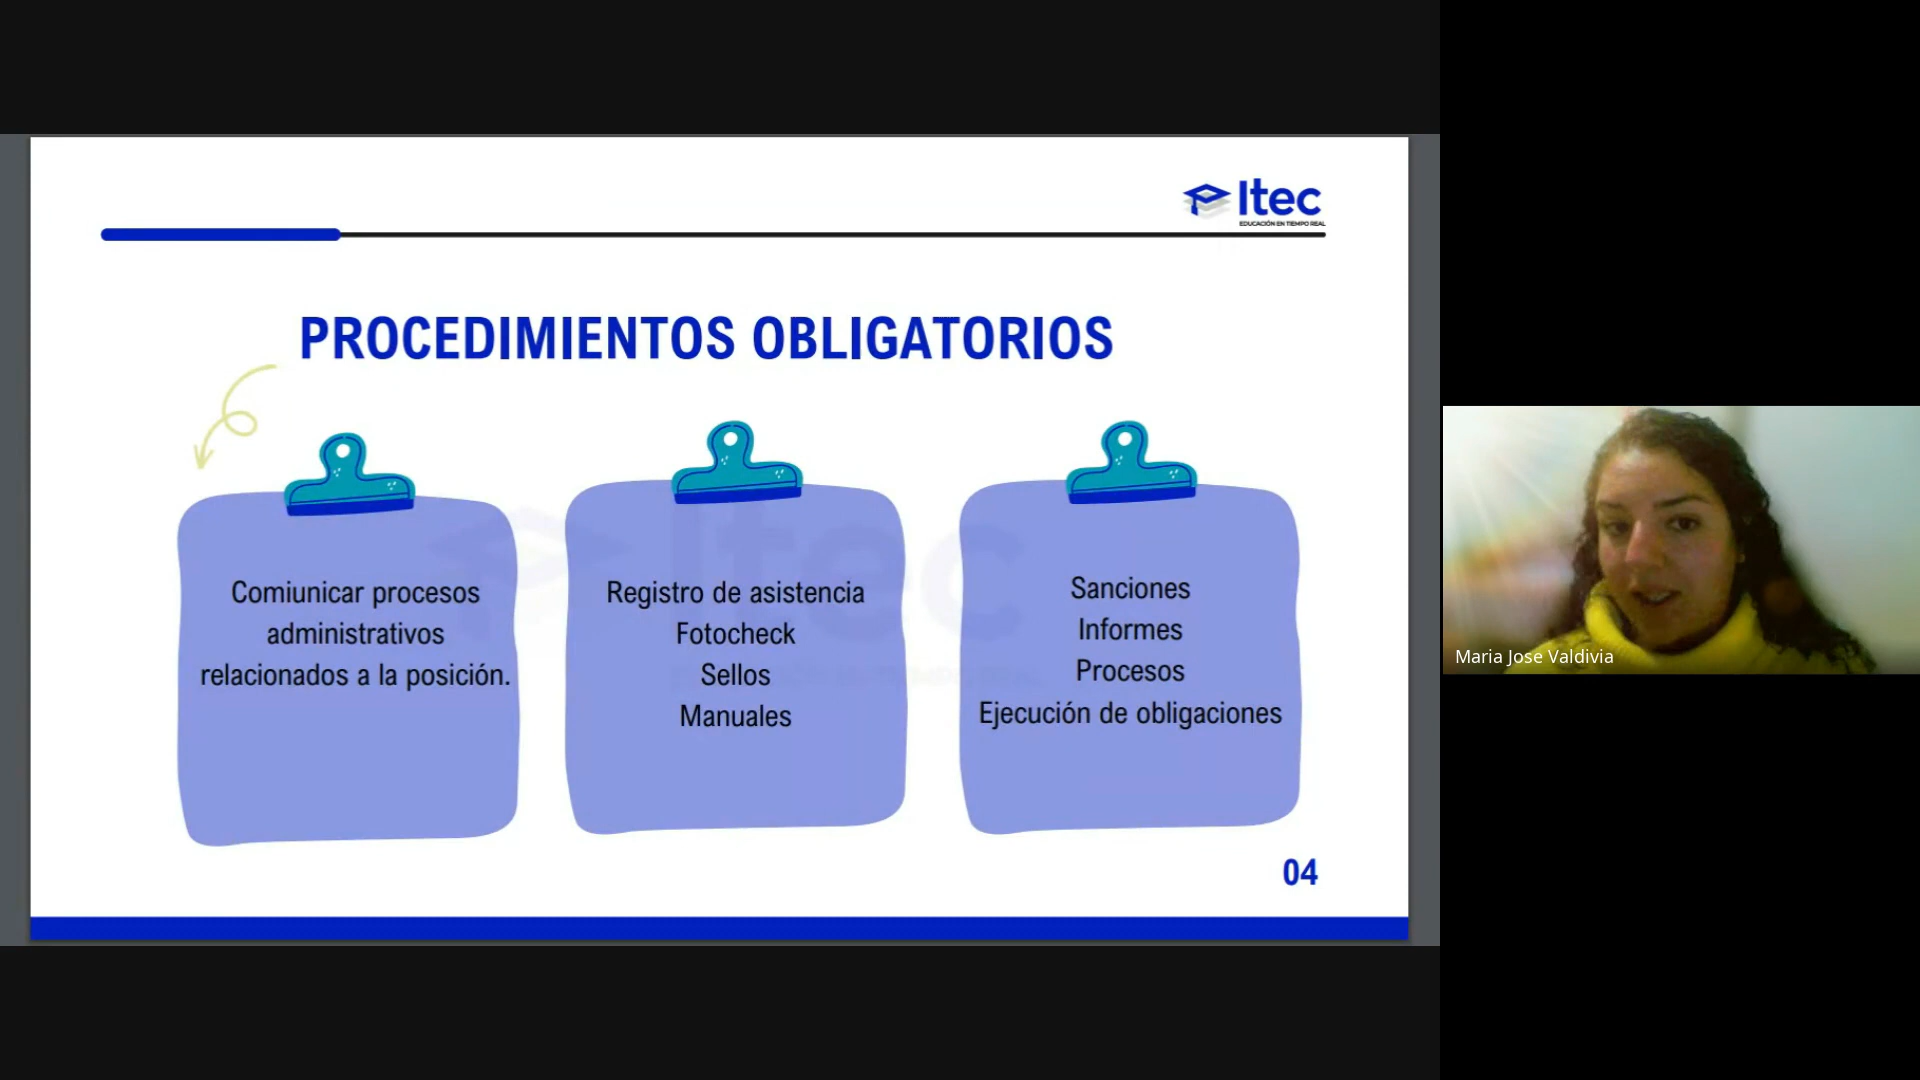 Itec
EDUCACIÓN EN TIEMPO REAL
PROCEDIMIENTOS OBLIGATORIOS
Comiunicar procesos
administrativos
relacionados a la posición.
Registro de asistencia
Fotocheck
Sellos
Manuales
Sanciones
Informes
Procesos
Ejecución de obligaciones
Itec
04
Maria Jose Valdivia